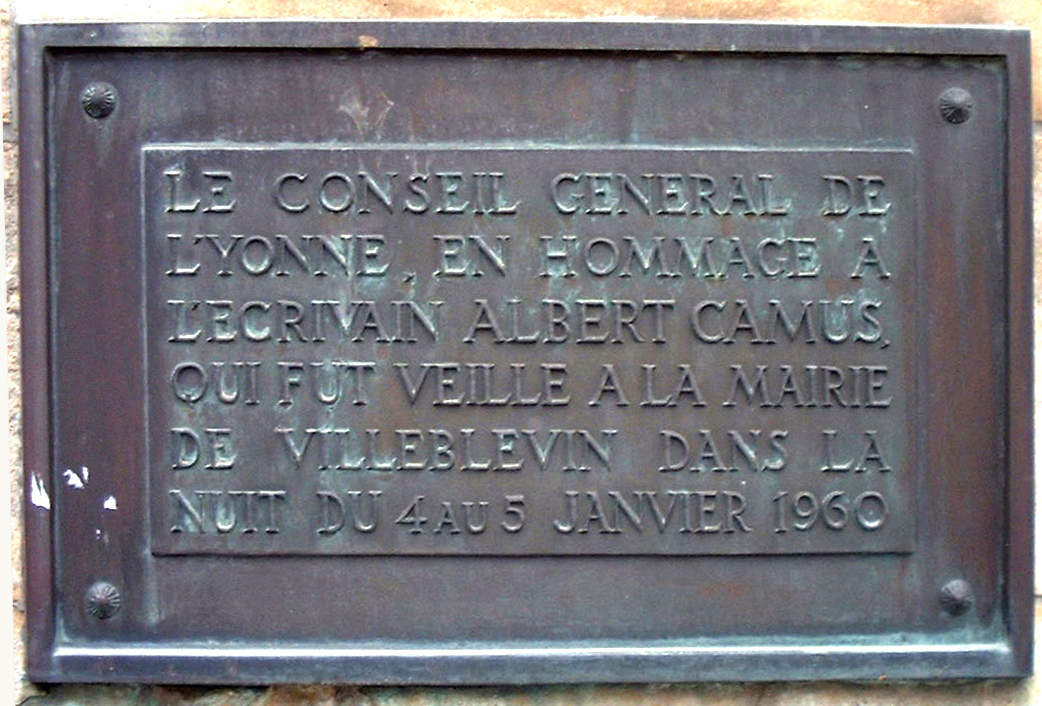 LE CONSEIL GENERAL DE
L'YONNE, EN HOMMAGE A
L'ECRIVAIN ALBERT CAMUS,
QUI FUT VEILLE A LA MAIRIE
DE VILLEBLEVIN DANS LA
NUIT DU 4 AU 5 JANVIER 1960